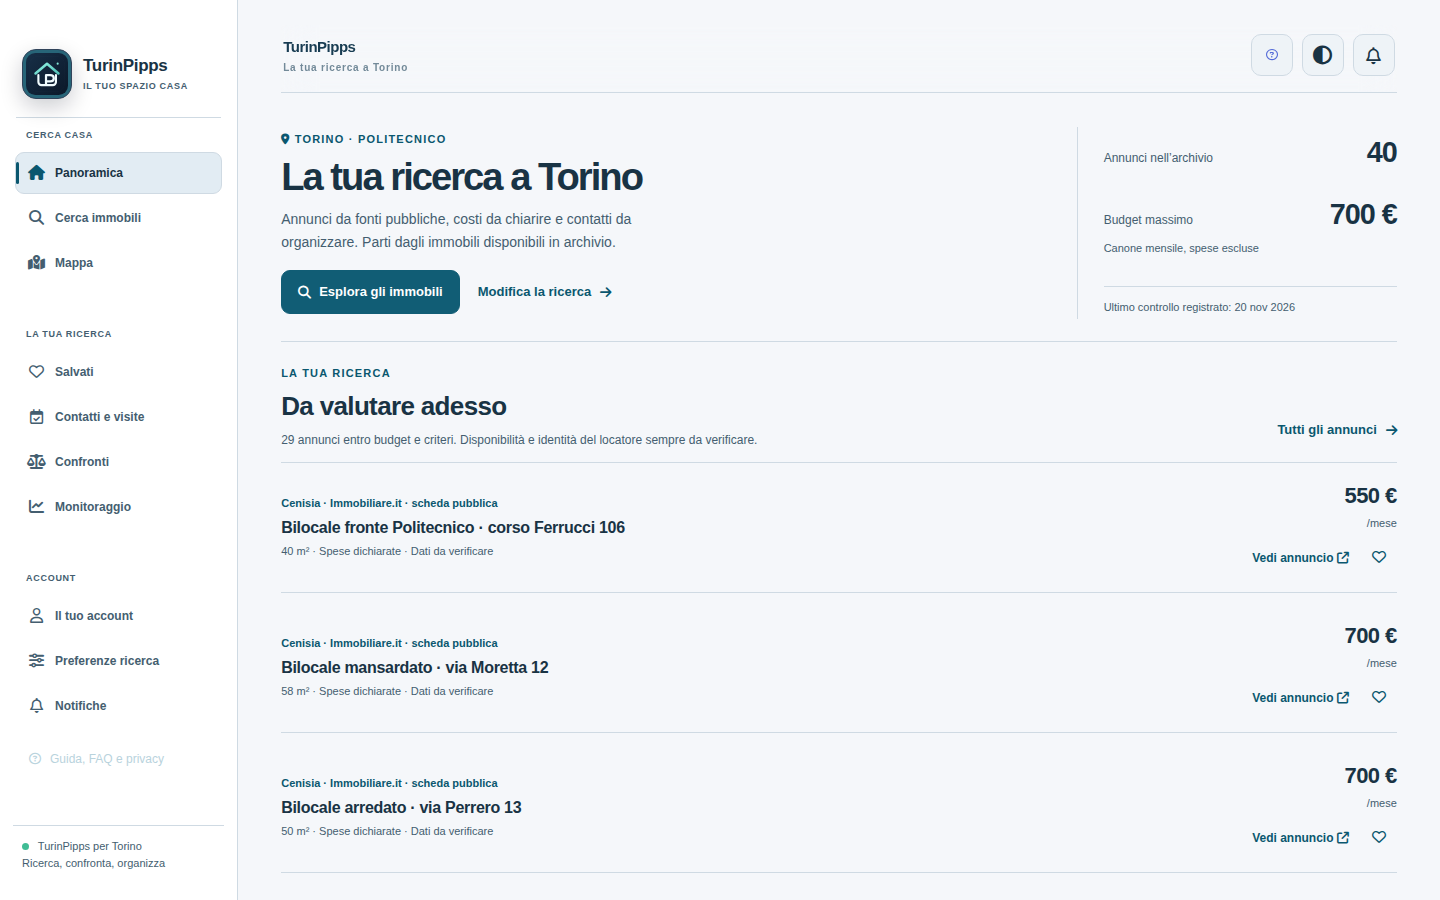 TurinPipps
IL TUO SPAZIO CASA
CERCA CASA
Panoramica
Cerca immobili
Mappa
LA TUA RICERCA
Salvati
Contatti e visite
Confronti
Monitoraggio
ACCOUNT
Il tuo account
Preferenze ricerca
Notifiche
Guida, FAQ e privacy
TurinPipps per Torino
Ricerca, confronta, organizza
TurinPipps
La tua ricerca a Torino
TORINO · POLITECNICO
La tua ricerca a Torino
Annunci da fonti pubbliche, costi da chiarire e contatti da
organizzare. Parti dagli immobili disponibili in archivio.
Esplora gli immobili
Modifica la ricerca
Annunci nell’archivio
40
Budget massimo
700 €
Canone mensile, spese escluse
Ultimo controllo registrato: 20 nov 2026
LA TUA RICERCA
Da valutare adesso
29 annunci entro budget e criteri. Disponibilità e identità del locatore sempre da verificare.
Tutti gli annunci
Cenisia · Immobiliare.it · scheda pubblica
Bilocale fronte Politecnico · corso Ferrucci 106
40 m² · Spese dichiarate · Dati da verificare
550 €
/mese
Vedi annuncio
Cenisia · Immobiliare.it · scheda pubblica
Bilocale mansardato · via Moretta 12
58 m² · Spese dichiarate · Dati da verificare
700 €
/mese
Vedi annuncio
Cenisia · Immobiliare.it · scheda pubblica
Bilocale arredato · via Perrero 13
50 m² · Spese dichiarate · Dati da verificare
700 €
/mese
Vedi annuncio